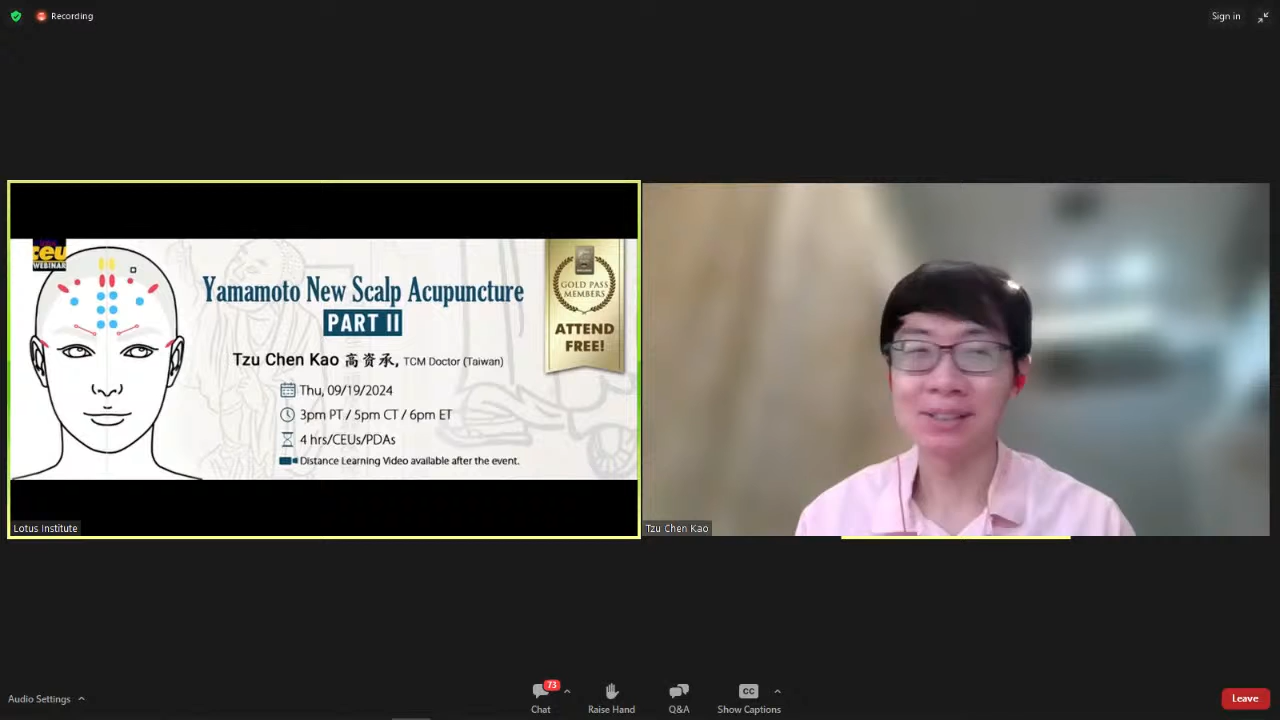 Recording
Sign in
ceu
WEBINAR
Yamamoto New Scalp Acupuncture
PART II
GOLD PASS
MEMBERS
ATTEND
FREE!
Tzu Chen Kao 高資承, TCM Doctor (Taiwan)
Thu, 09/19/2024
3pm PT / 5pm CT / 6pm ET
4 hrs/CEUs/PDAs
Distance Learning Video available after the event.
Lotus Institute
Tzu Chen Kao
Audio Settings
73
Chat
Raise Hand
Q&A
CC
Show Captions
Leave